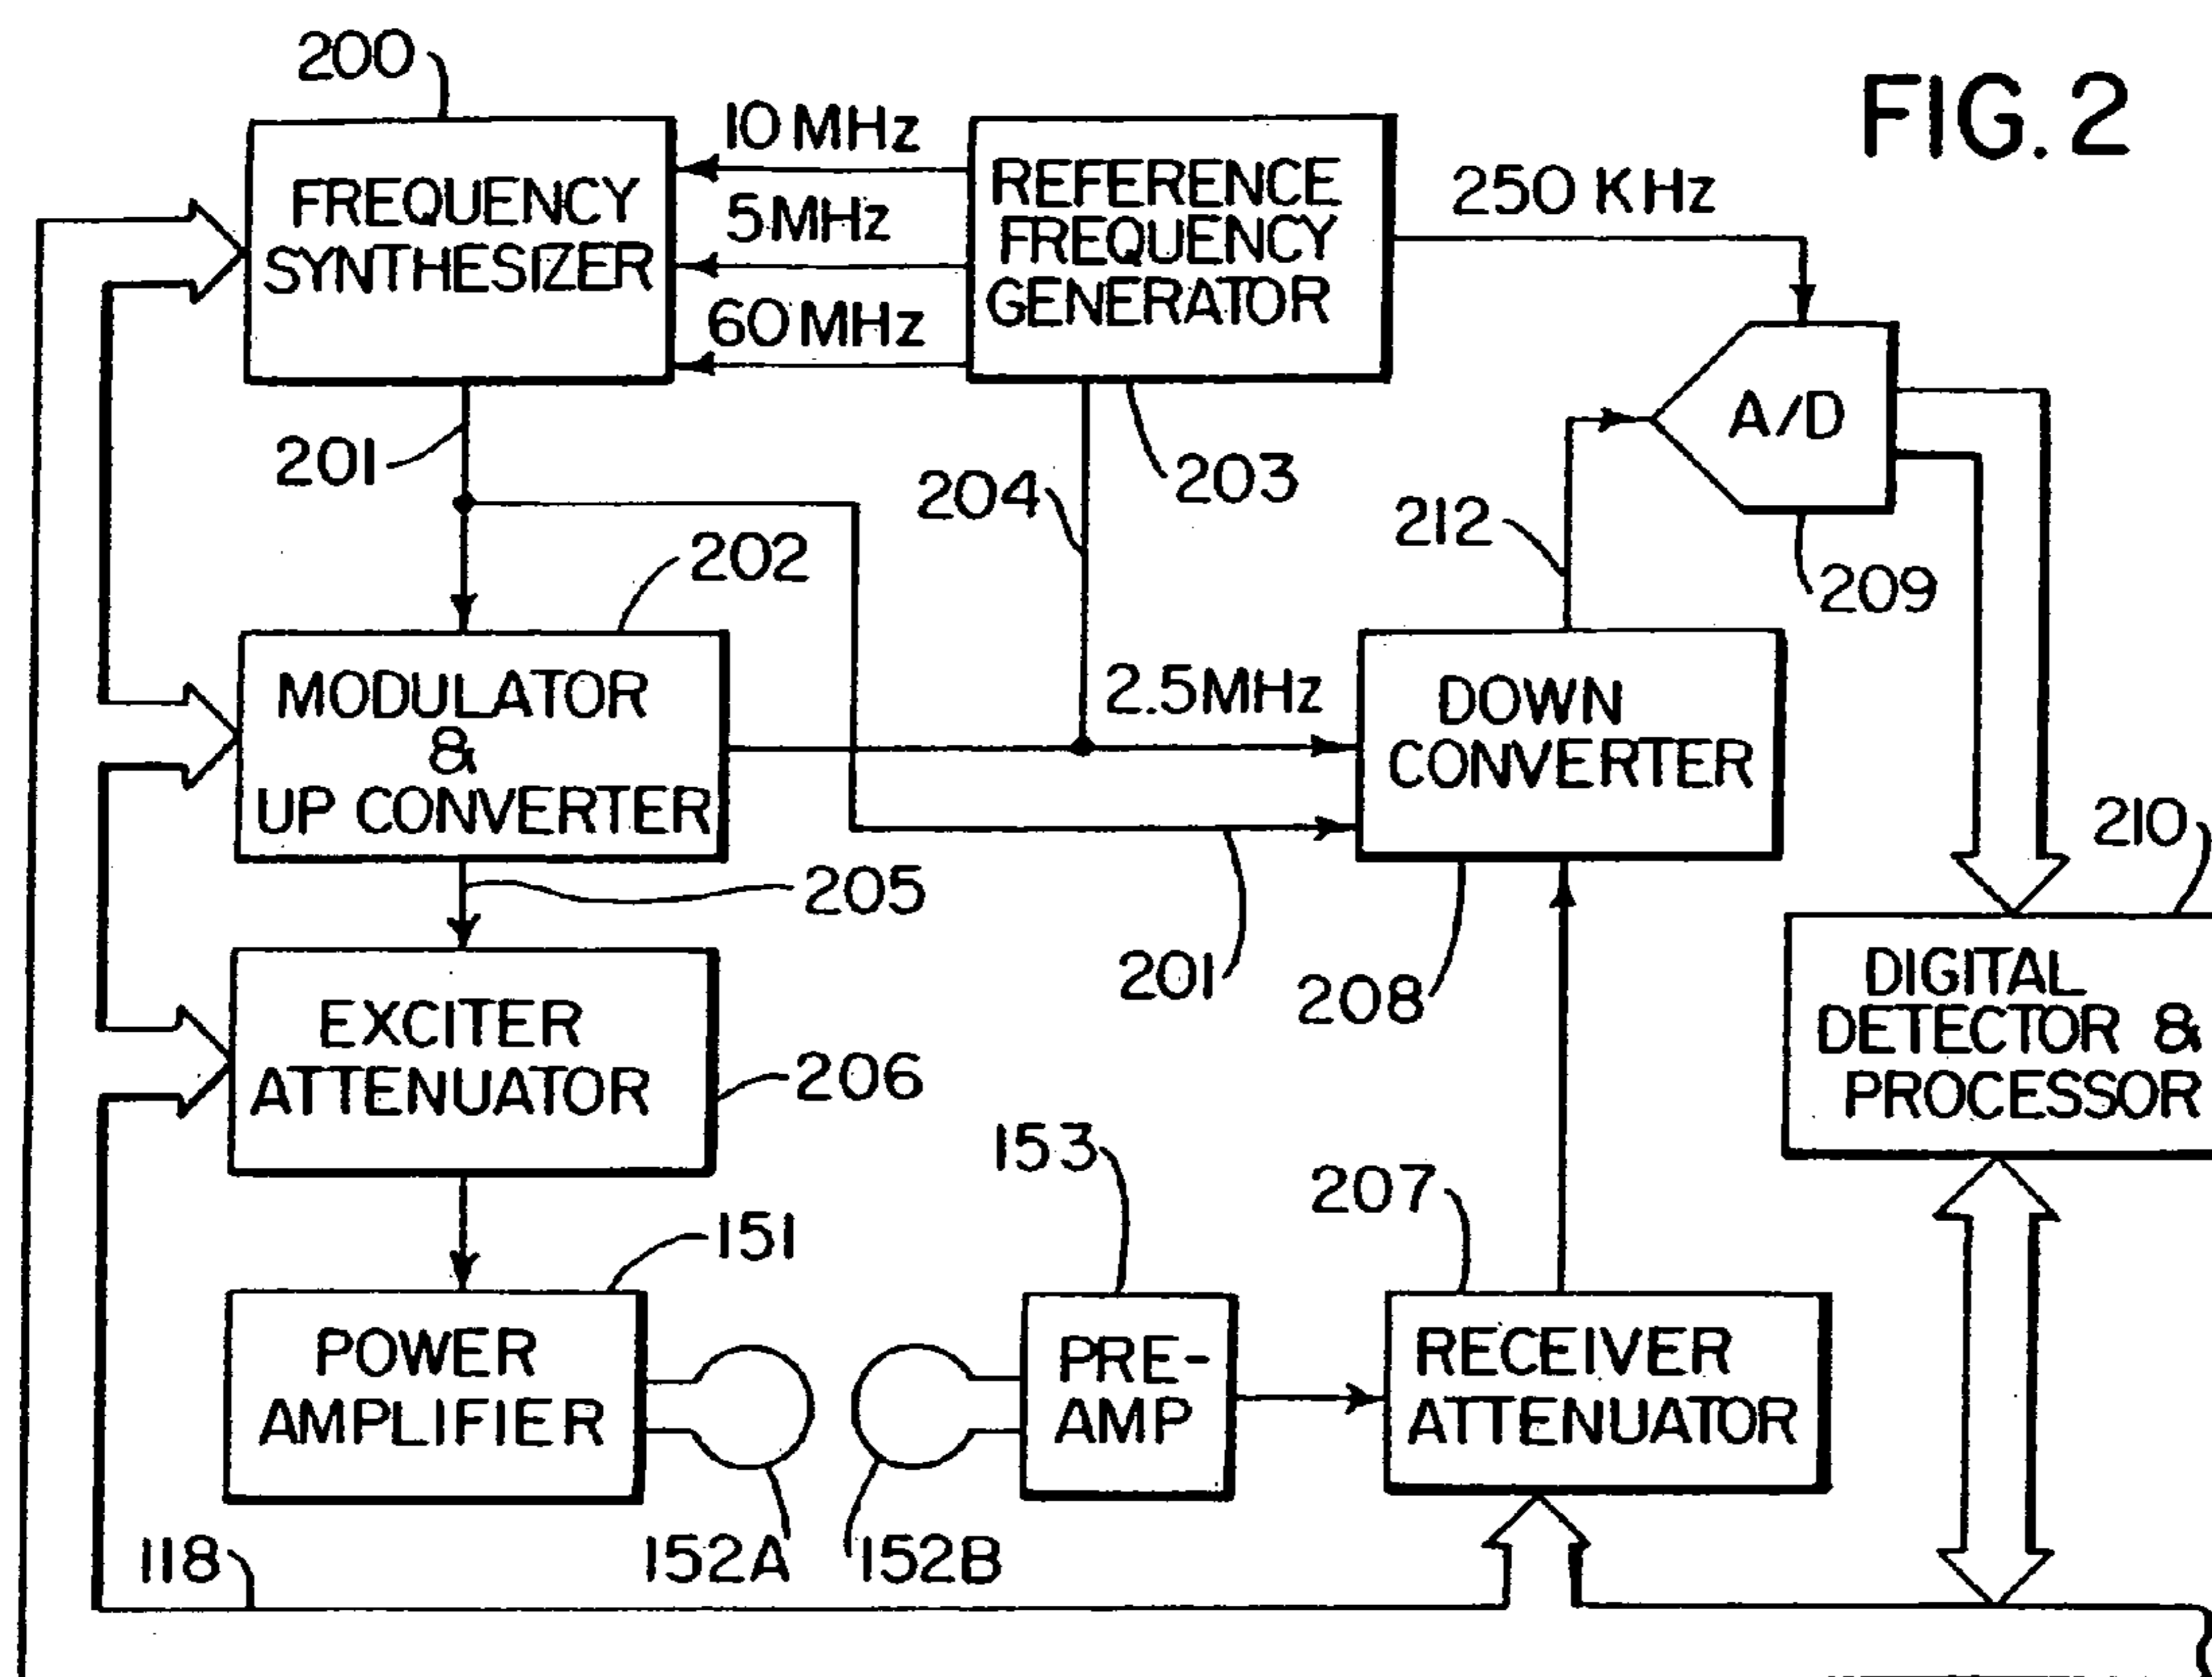 FIG. 2
200
10 MHz
5 MHz
60 MHz
250 KHz
FREQUENCY
SYNTHESIZER
REFERENCE
FREQUENCY
GENERATOR
A/D
201
204
203
212
209
202
2.5MHz
MODULATOR
&
UP CONVERTER
DOWN
CONVERTER
210
205
201
208
DIGITAL
DETECTOR &
PROCESSOR
EXCITER
ATTENUATOR
206
153
207
151
POWER
AMPLIFIER
PRE-
AMP
RECEIVER
ATTENUATOR
118
152A
152B